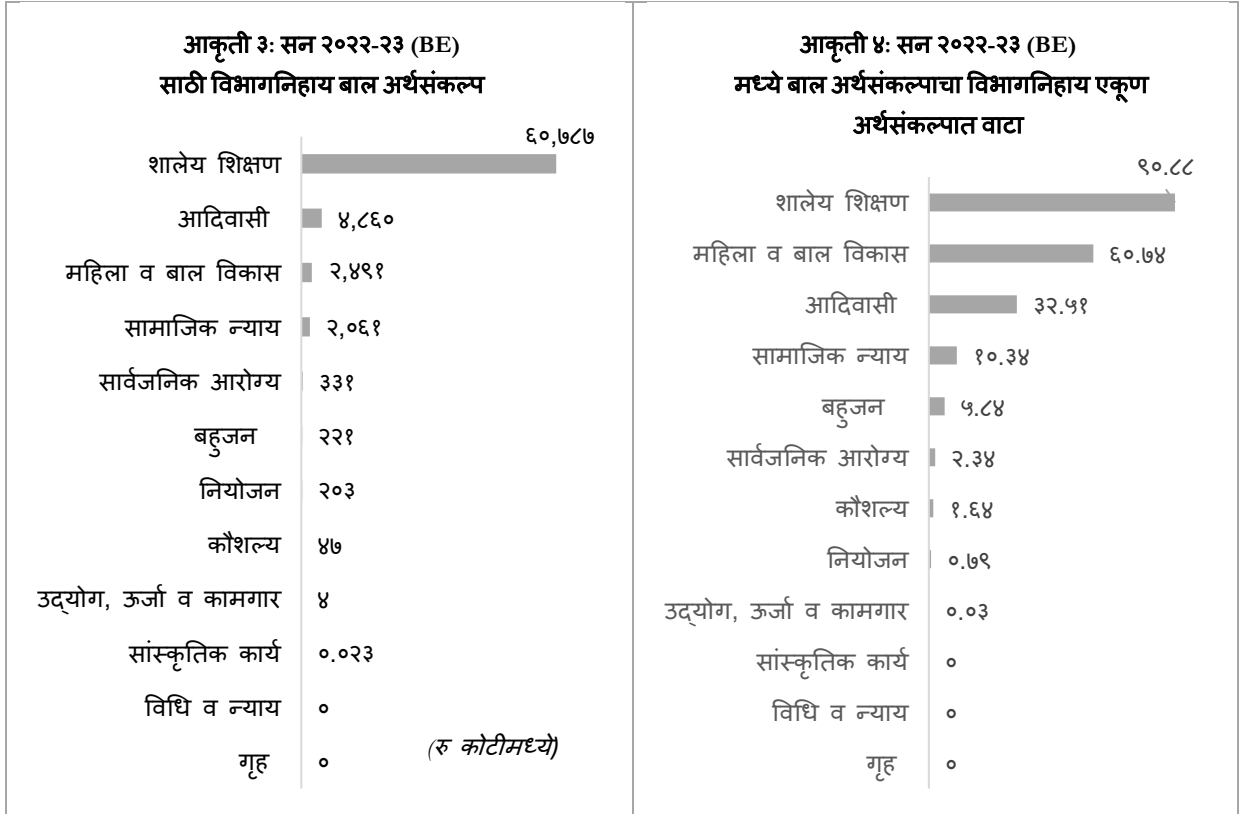 आकृती ३: सन २०२२-२३ (BE)
साठी विभागनिहाय बाल अर्थसंकल्प
शालेय शिक्षण ६०,७८७
आदिवासी ४,८६०
महिला व बाल विकास २,४९१
सामाजिक न्याय २,०६१
सार्वजनिक आरोग्य ३३१
बहुजन २२१
नियोजन २०३
कौशल्य ४७
उद्योग, ऊर्जा व कामगार ४
सांस्कृतिक कार्य ०.०२३
विधि व न्याय ०
गृह ०
(रु कोटीमध्ये)
आकृती ४: सन २०२२-२३ (BE)
मध्ये बाल अर्थसंकल्पाचा विभागनिहाय एकूण
अर्थसंकल्पात वाटा
शालेय शिक्षण ९०.८८
महिला व बाल विकास ६०.७४
आदिवासी ३२.५१
सामाजिक न्याय १०.३४
बहुजन ५.८४
सार्वजनिक आरोग्य २.३४
कौशल्य १.६४
नियोजन ०.७९
उद्योग, ऊर्जा व कामगार ०.०३
सांस्कृतिक कार्य ०
विधि व न्याय ०
गृह ०